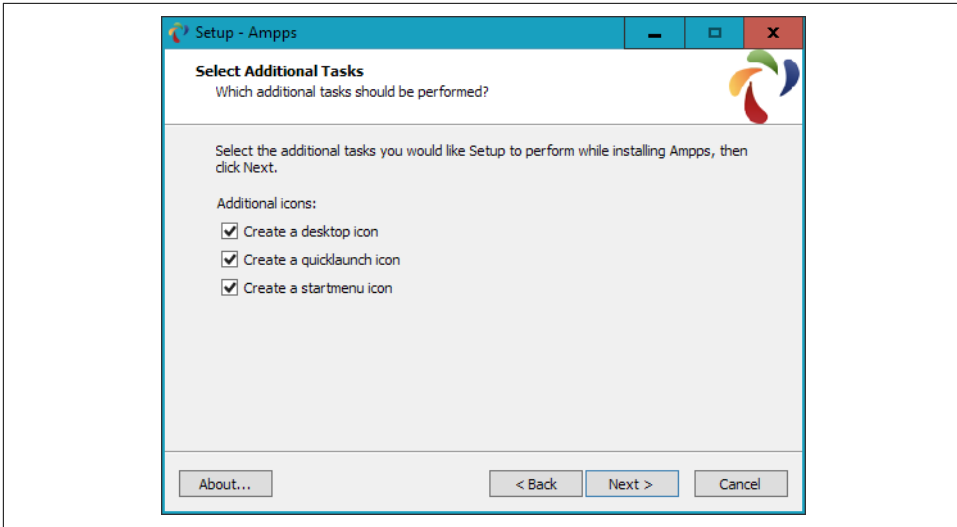 Setup - Ampps
Select Additional Tasks
Which additional tasks should be performed?
Select the additional tasks you would like Setup to perform while installing Ampps, then
click Next.
Additional icons:
Create a desktop icon
Create a quicklaunch icon
Create a startmenu icon
About... < Back Next > Cancel